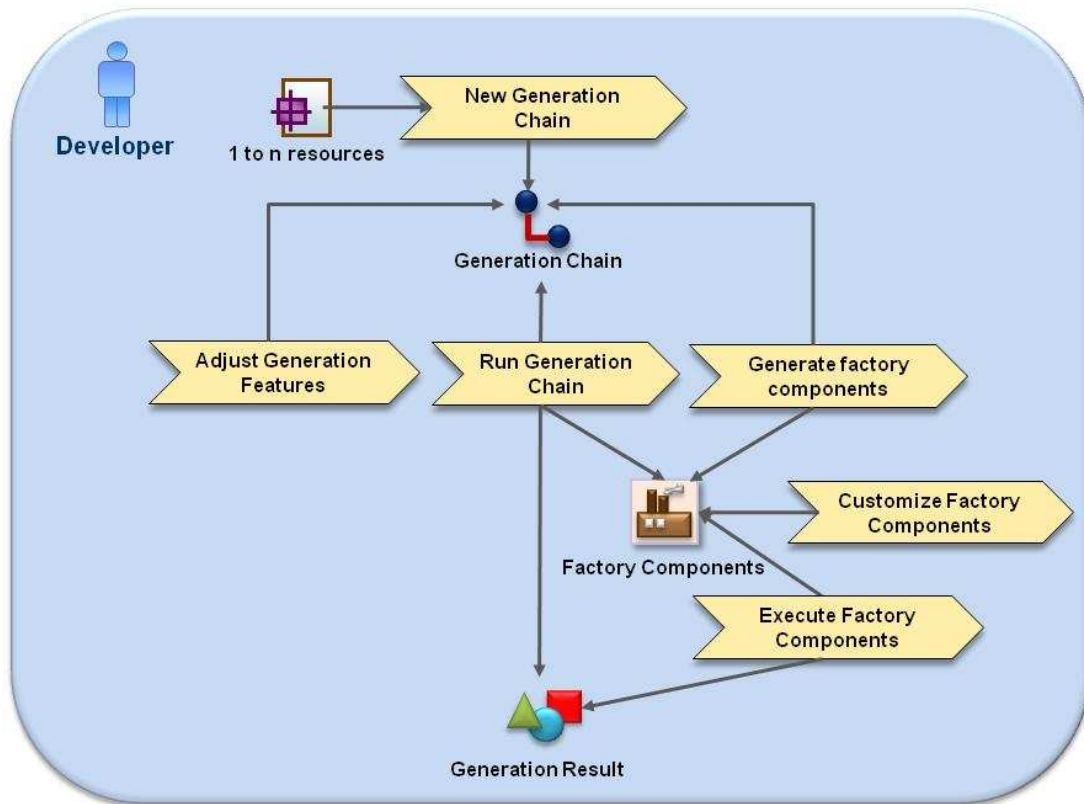 Developer
1 to n resources
New Generation
Chain
Generation Chain
Adjust Generation
Features
Run Generation
Chain
Generate factory
components
Customize Factory
Components
Factory Components
Execute Factory
Components
Generation Result